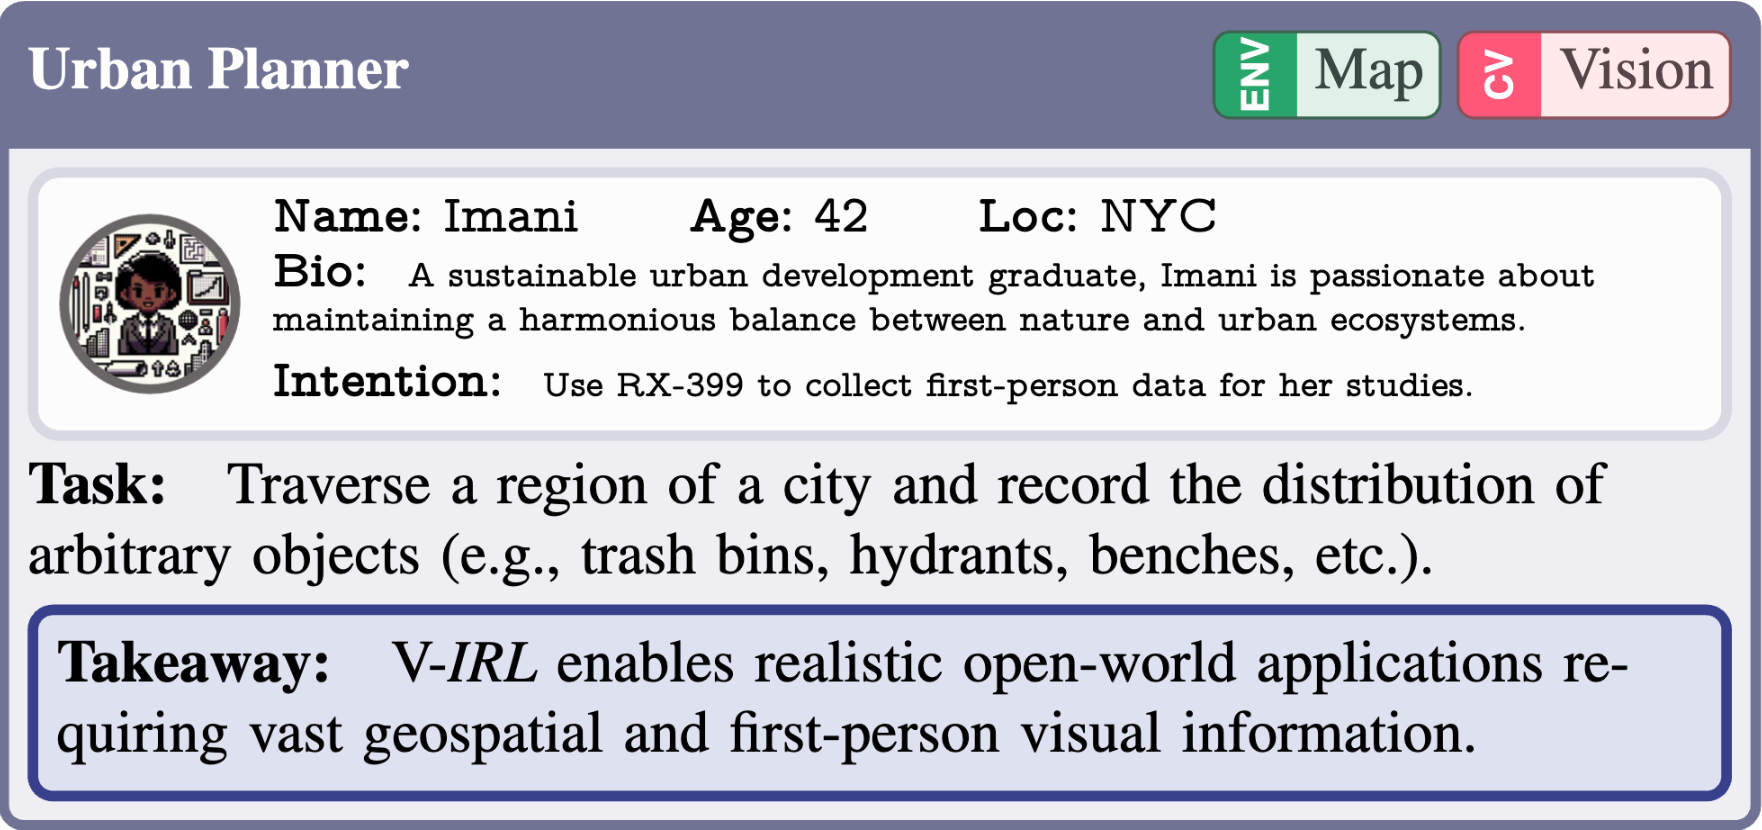 Urban Planner
ENV Map CV Vision
Name: Imani Age: 42 Loc: NYC
Bio: A sustainable urban development graduate, Imani is passionate about
maintaining a harmonious balance between nature and urban ecosystems.
Intention: Use RX-399 to collect first-person data for her studies.
Task: Traverse a region of a city and record the distribution of
arbitrary objects (e.g., trash bins, hydrants, benches, etc.).
Takeaway: V-IRL enables realistic open-world applications re-
quiring vast geospatial and first-person visual information.